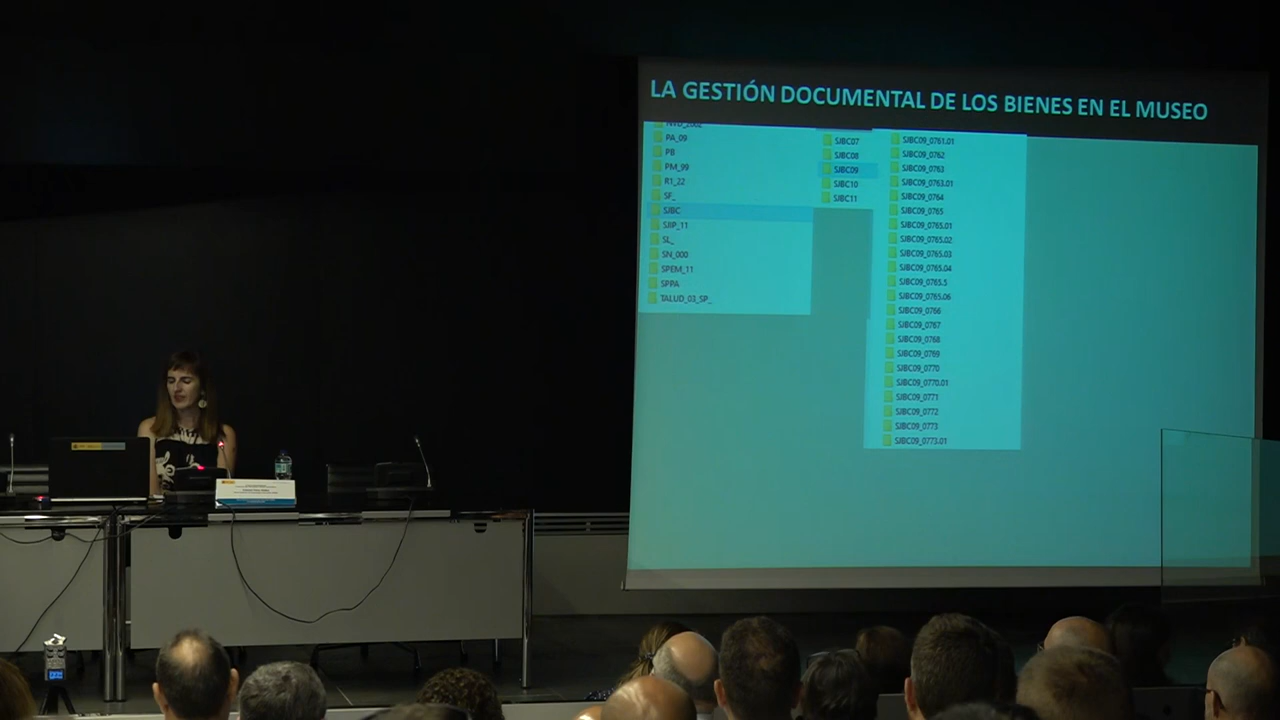 LA GESTIÓN DOCUMENTAL DE LOS BIENES EN EL MUSEO
PA_09
PB
PM_99
R1_22
SF_
SJBC
SJIP_11
SL_
SN_000
SPEM_11
SPPA
TALUD_03_SP_
SJBC07
SJBC08
SJBC09
SJBC10
SJBC11
SJBC09_0761.01
SJBC09_0762
SJBC09_0763
SJBC09_0763.01
SJBC09_0764
SJBC09_0765
SJBC09_0765.01
SJBC09_0765.02
SJBC09_0765.03
SJBC09_0765.04
SJBC09_0765.5
SJBC09_0765.06
SJBC09_0766
SJBC09_0767
SJBC09_0768
SJBC09_0769
SJBC09_0770
SJBC09_0770.01
SJBC09_0771
SJBC09_0772
SJBC09_0773
SJBC09_0773.01